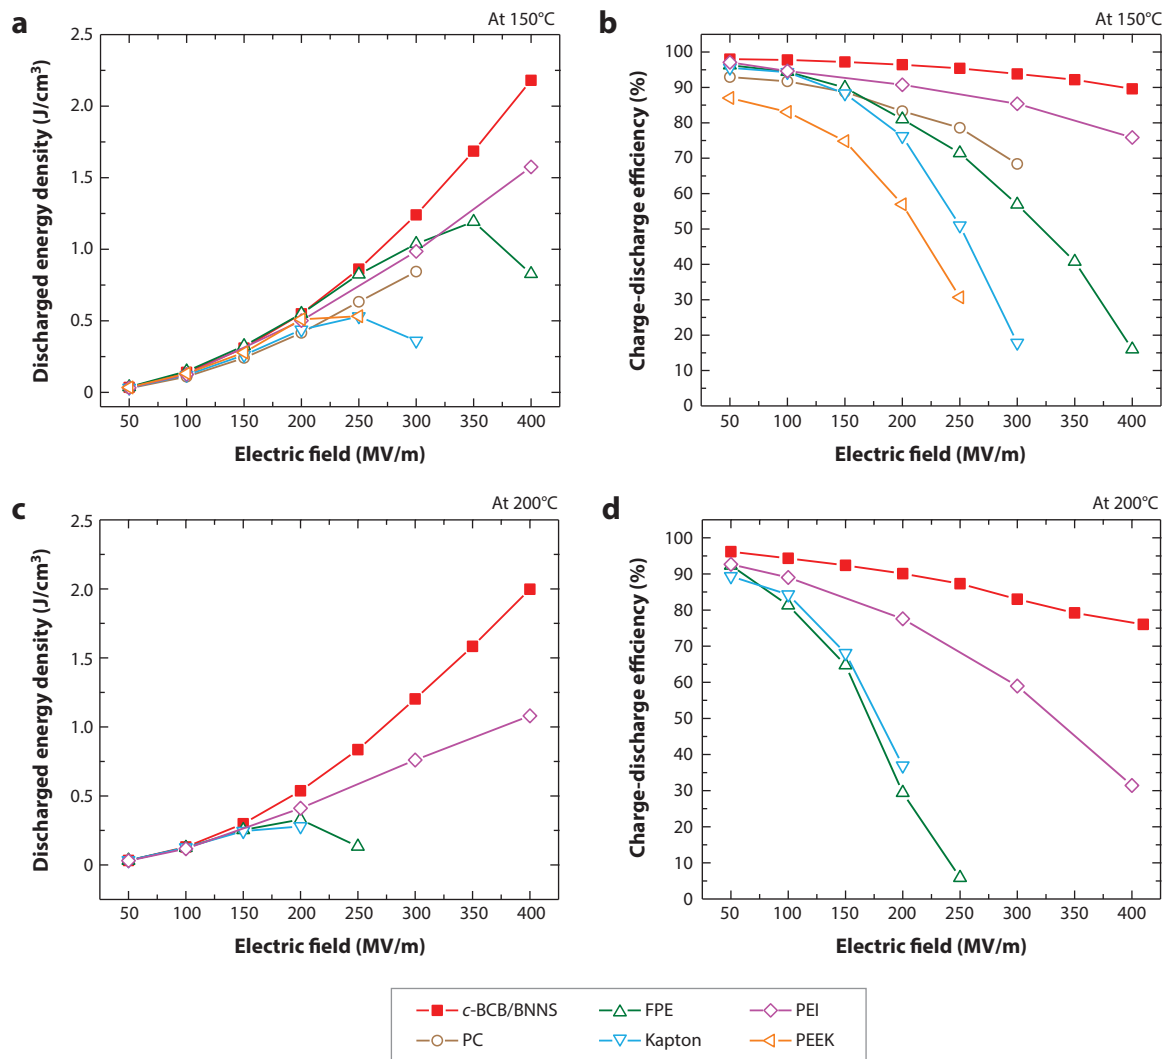 a
At 150°C
2.5
2.0
1.5
1.0
0.5
0
50 100 150 200 250 300 350 400
Discharged energy density (J/cm³)
Electric field (MV/m)
b
At 150°C
100
90
80
70
60
50
40
30
20
10
0
50 100 150 200 250 300 350 400
Charge-discharge efficiency (%)
Electric field (MV/m)
c
At 200°C
2.5
2.0
1.5
1.0
0.5
0
50 100 150 200 250 300 350 400
Discharged energy density (J/cm³)
Electric field (MV/m)
d
At 200°C
100
90
80
70
60
50
40
30
20
10
0
50 100 150 200 250 300 350 400
Charge-discharge efficiency (%)
Electric field (MV/m)
c-BCB/BNNS FPE PEI
PC Kapton PEEK